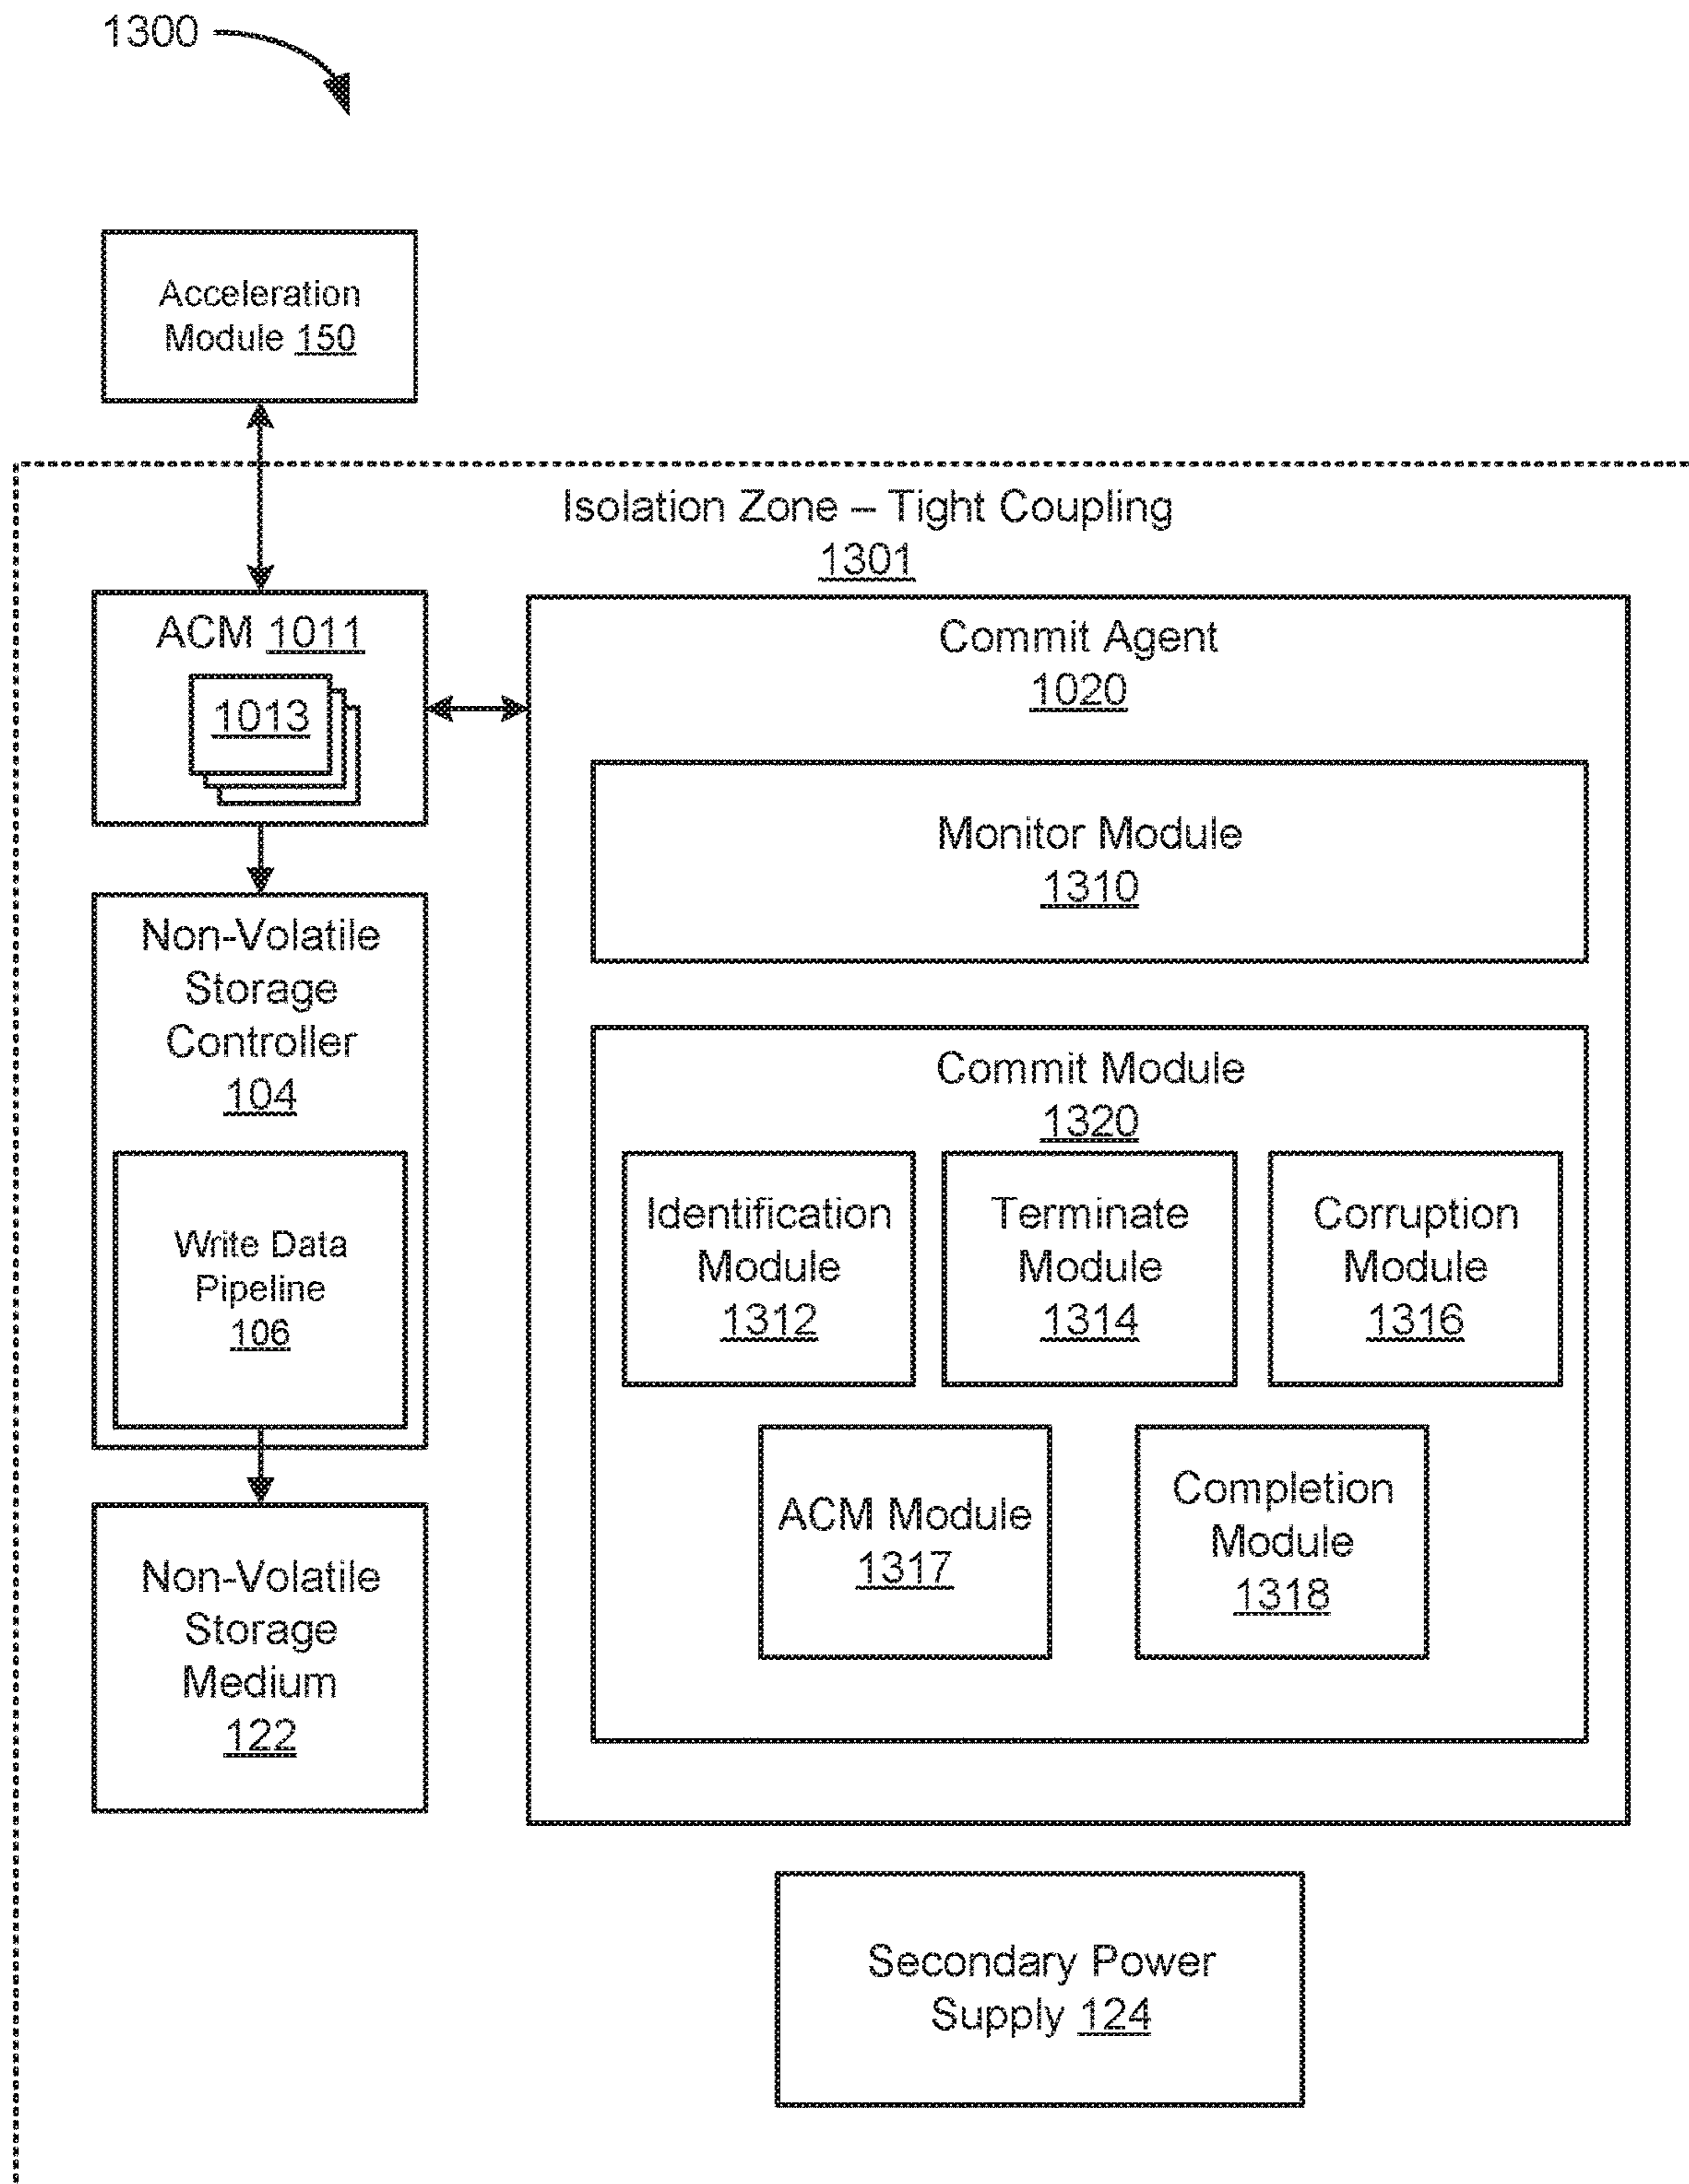 1300
Acceleration
Module 150
Isolation Zone – Tight Coupling
1301
ACM 1011
1013
Non-Volatile
Storage
Controller
104
Write Data
Pipeline
106
Non-Volatile
Storage
Medium
122
Commit Agent
1020
Monitor Module
1310
Commit Module
1320
Identification
Module
1312
Terminate
Module
1314
Corruption
Module
1316
ACM Module
1317
Completion
Module
1318
Secondary Power
Supply 124